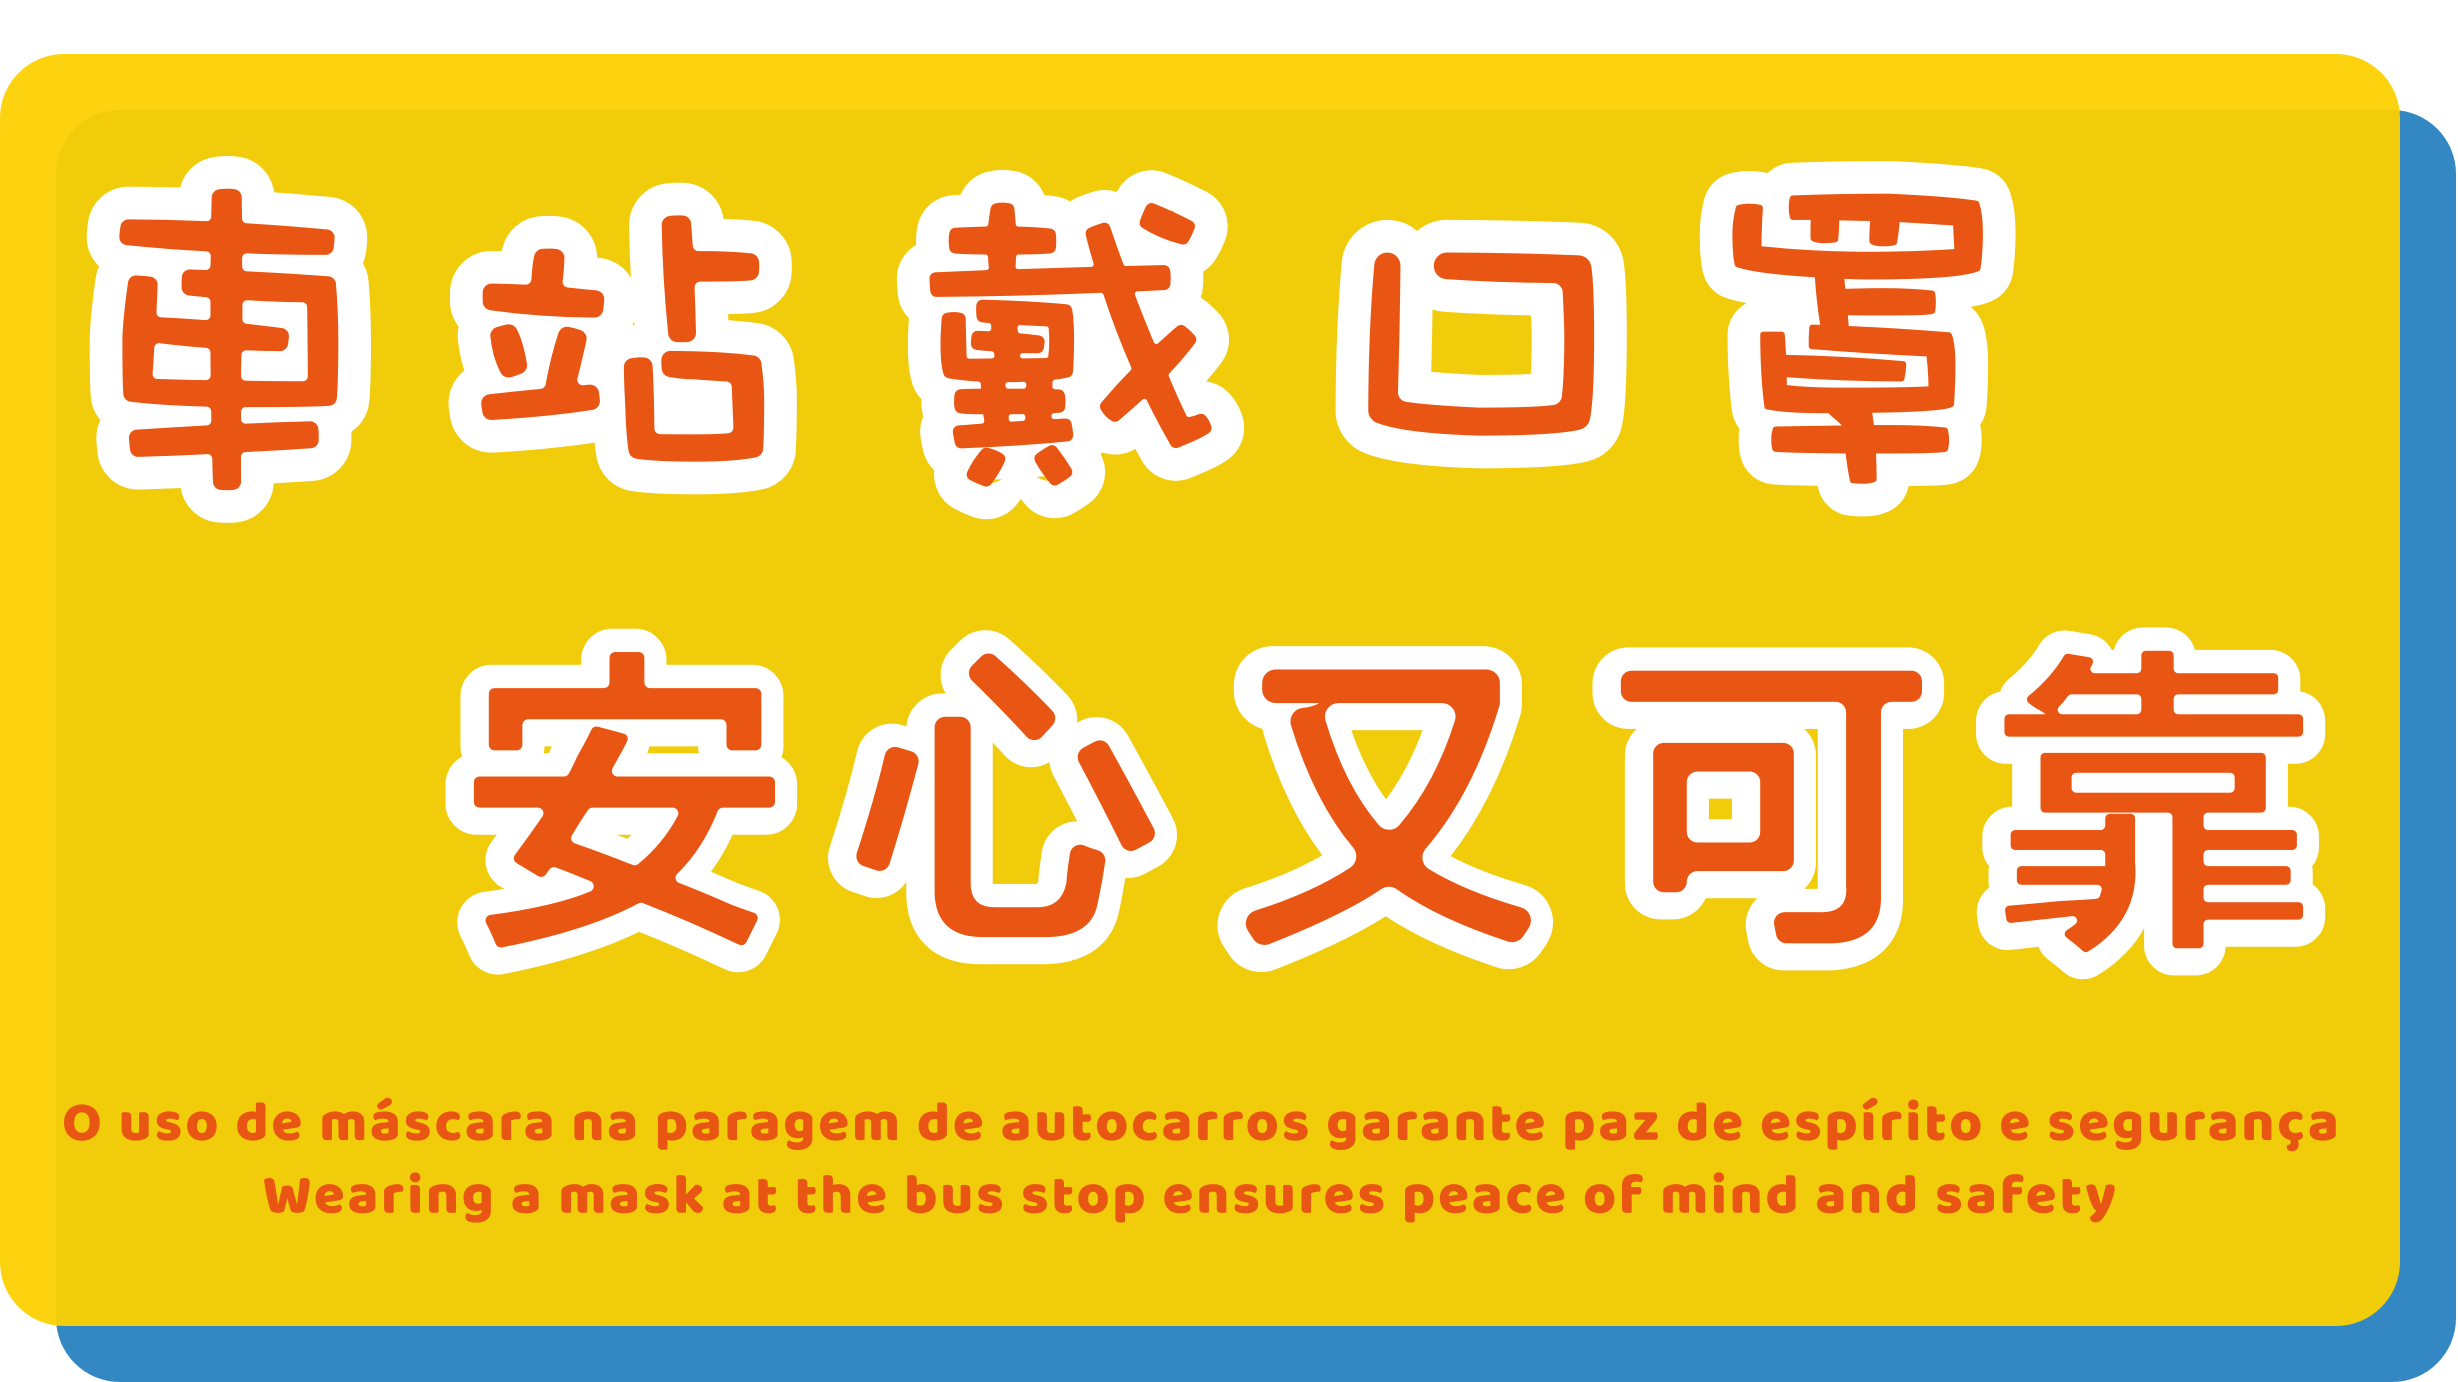 車站戴口罩
安心又可靠
O uso de máscara na paragem de autocarros garante paz de espírito e segurança
Wearing a mask at the bus stop ensures peace of mind and safety